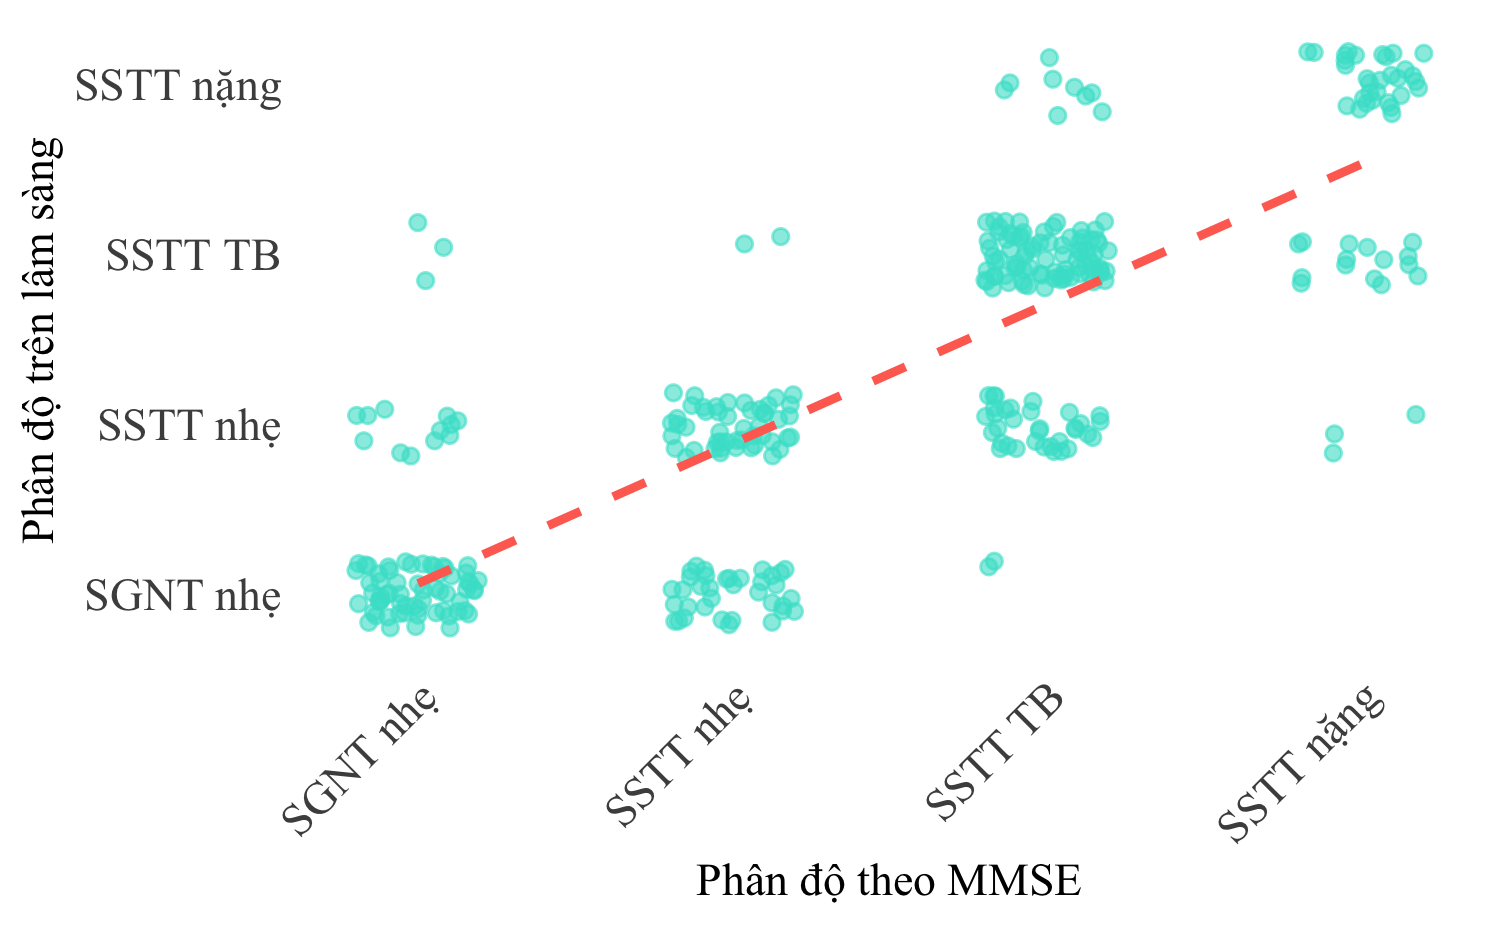 SSTT nặng
SSTT TB
SSTT nhẹ
SGNT nhẹ
Phân độ trên lâm sàng
SGNT nhẹ
SSTT nhẹ
SSTT TB
SSTT nặng
Phân độ theo MMSE